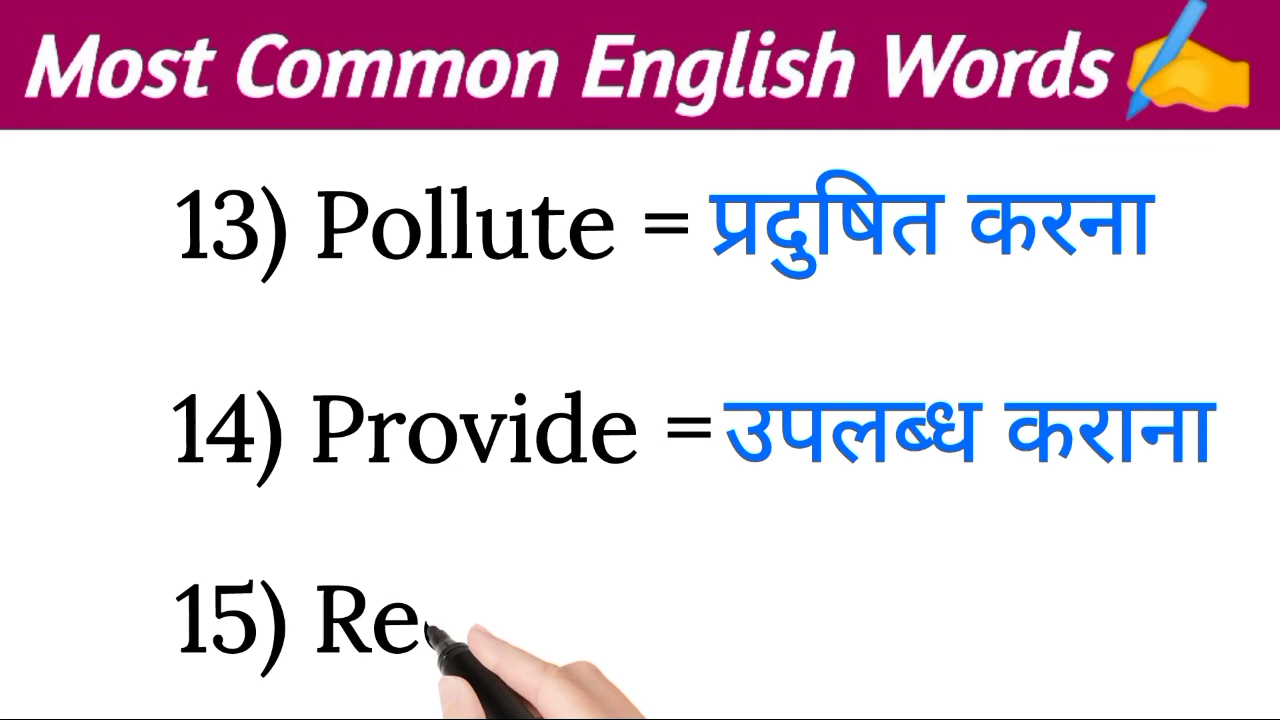 Most Common English Words
13) Pollute = प्रदुषित करना
14) Provide = उपलब्ध कराना
15) Re